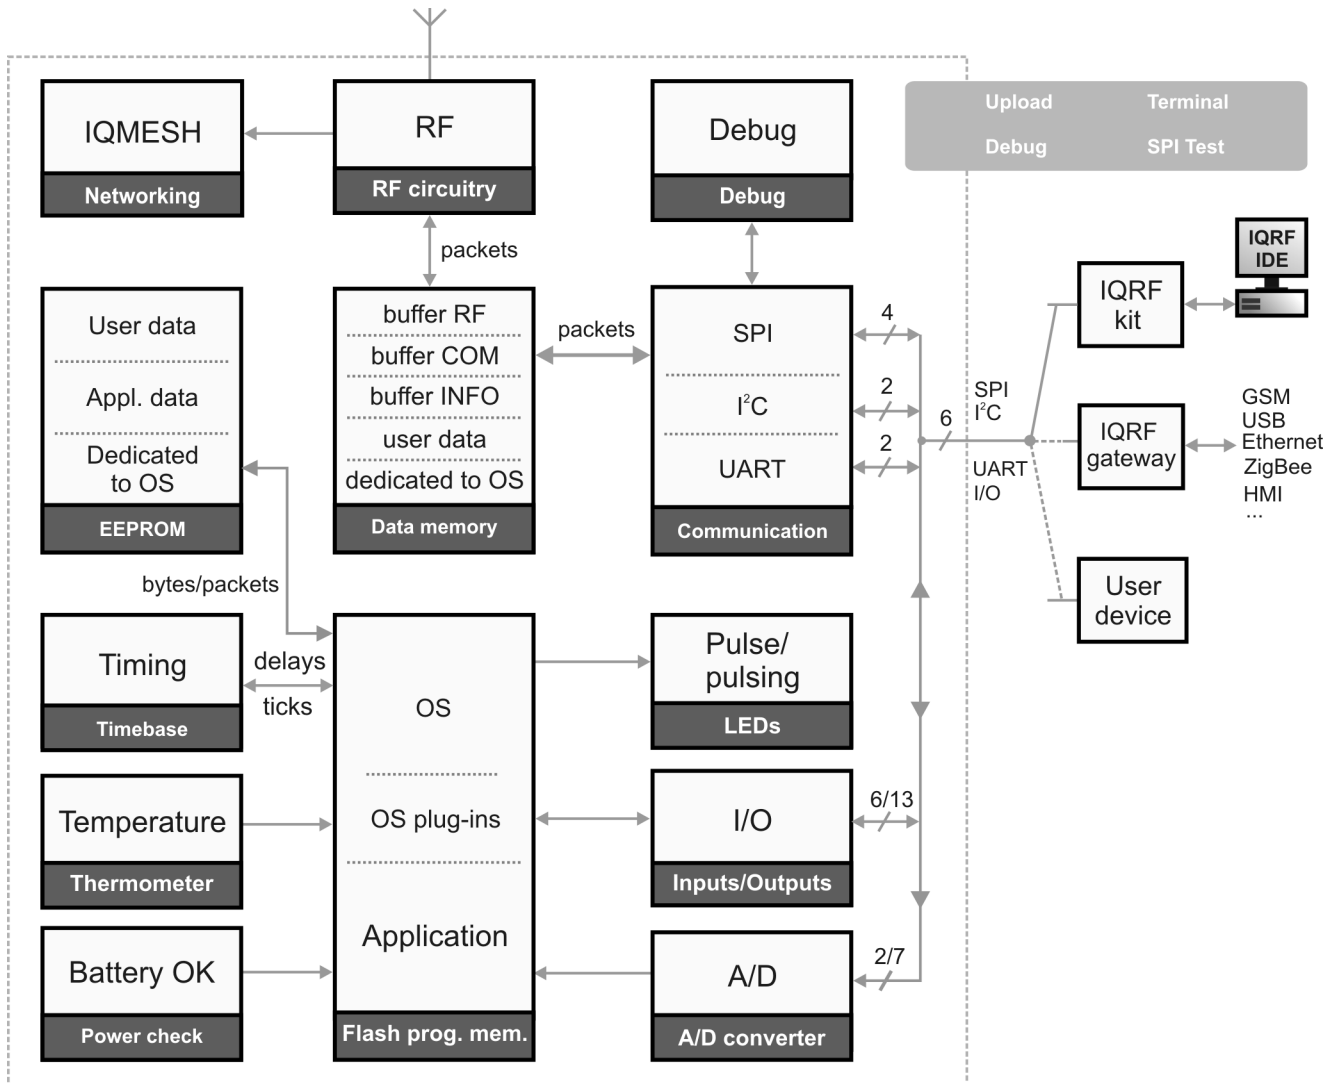 IQMESH
Networking
RF
RF circuitry
Debug
Debug
Upload
Terminal
Debug
SPI Test
packets
IQRF
IDE
IQRF
kit
User data
Appl. data
Dedicated
to OS
EEPROM
buffer RF
buffer COM
buffer INFO
user data
dedicated to OS
Data memory
packets
SPI
I²C
UART
Communication
4
2
2
6
SPI
I²C
UART
I/O
IQRF
gateway
GSM
USB
Ethernet
ZigBee
HMI
...
User
device
bytes/packets
Timing
Timebase
delays
ticks
OS
OS plug-ins
Application
Flash prog. mem.
Pulse/
pulsing
LEDs
Temperature
Thermometer
I/O
Inputs/Outputs
6/13
Battery OK
Power check
A/D
A/D converter
2/7